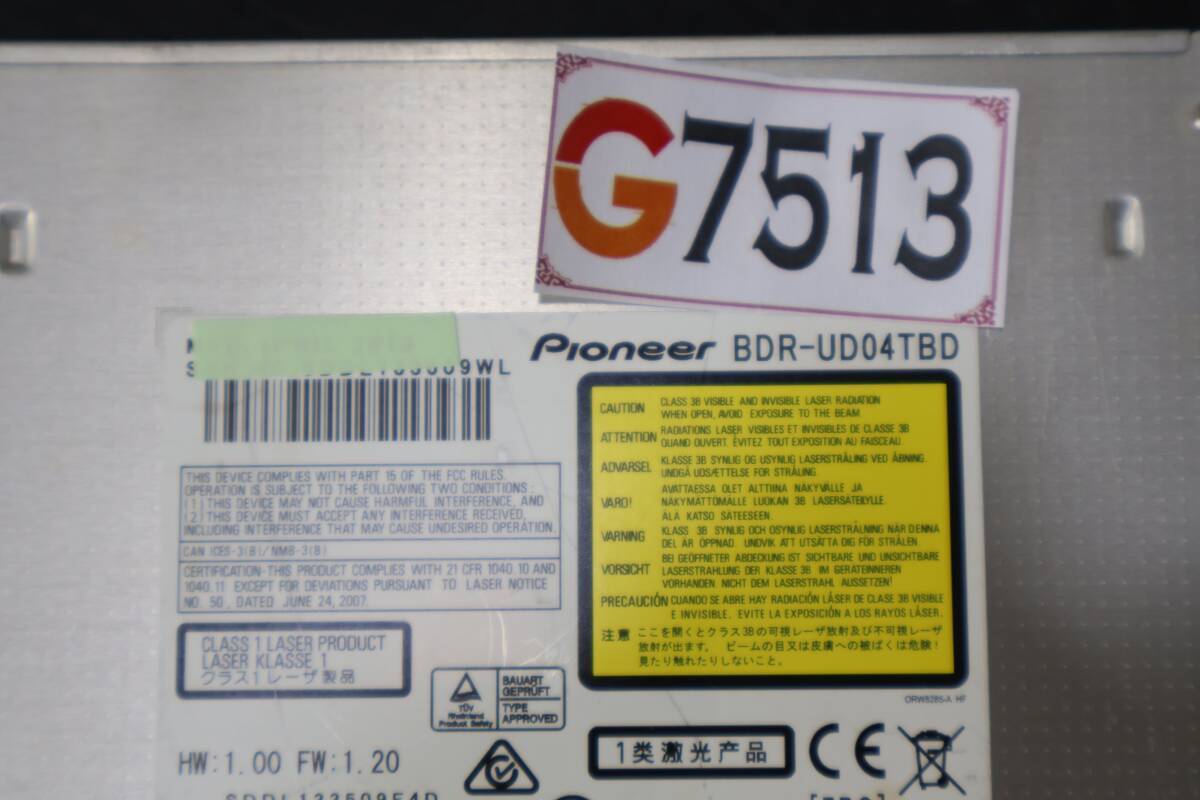 G7513
Pioneer BDR-UD04TBD
09WL
CAUTION CLASS 3B VISIBLE AND INVISIBLE LASER RADIATION
WHEN OPEN, AVOID EXPOSURE TO THE BEAM.
ATTENTION RADIATIONS LASER VISIBLES ET INVISIBLES DE CLASSE 3B
QUAND OUVERT. ÉVITEZ TOUT EXPOSITION AU FAISCEAU.
ADVARSEL KLASSE 3B SYNLIG OG USYNLIG LASERSTRÅLING VED ÅBNING.
UNDGÅ UDSÆTTELSE FOR STRÅLING.
VARO! AVATTAESSA OLET ALTTIINA NÄKYVÄLLE JA
NÄKYMÄTTÖMÄLLE LUOKAN 3B LASERSÄTEILYLLE.
ÄLÄ KATSO SÄTEESEEN.
VARNING KLASS 3B SYNLIG OCH OSYNLIG LASERSTRÅLNING NÄR DENNA
DEL ÄR ÖPPNAD. UNDVIK ATT UTSÄTTA DIG FÖR STRÅLEN.
VORSICHT BEI GEÖFFNETER ABDECKUNG IST SICHTBARE UND UNSICHTBARE
LASERSTRAHLUNG DER KLASSE 3B IM GERÄTEINNEREN
VORHANDEN. NICHT DEM LASERSTRAHL AUSSETZEN!
PRECAUCIÓN CUANDO SE ABRE HAY RADIACIÓN LÁSER DE CLASE 3B VISIBLE
E INVISIBLE. EVITE LA EXPOSICIÓN A LOS RAYOS LÁSER.
注意 ここを開くとクラス3Bの可視レーザ放射及び不可視レーザ
放射が出ます。 ビームの目又は皮膚への被ばくは危険!
見たり触れたりしないこと。
ORW8285-A HF
THIS DEVICE COMPLIES WITH PART 15 OF THE FCC RULES.
OPERATION IS SUBJECT TO THE FOLLOWING TWO CONDITIONS :
(1) THIS DEVICE MAY NOT CAUSE HARMFUL INTERFERENCE, AND
(2) THIS DEVICE MUST ACCEPT ANY INTERFERENCE RECEIVED,
INCLUDING INTERFERENCE THAT MAY CAUSE UNDESIRED OPERATION.
CAN ICES-3(B)/NMB-3(B)
CERTIFICATION-THIS PRODUCT COMPLIES WITH 21 CFR 1040.10 AND
1040.11 EXCEPT FOR DEVIATIONS PURSUANT TO LASER NOTICE
NO. 50, DATED JUNE 24, 2007.
CLASS 1 LASER PRODUCT
LASER KLASSE 1
クラス1レーザ製品
TÜV
Rheinland
Product Safety
BAUART
GEPRÜFT
TYPE
APPROVED
HW:1.00 FW:1.20
1类激光产品
CE